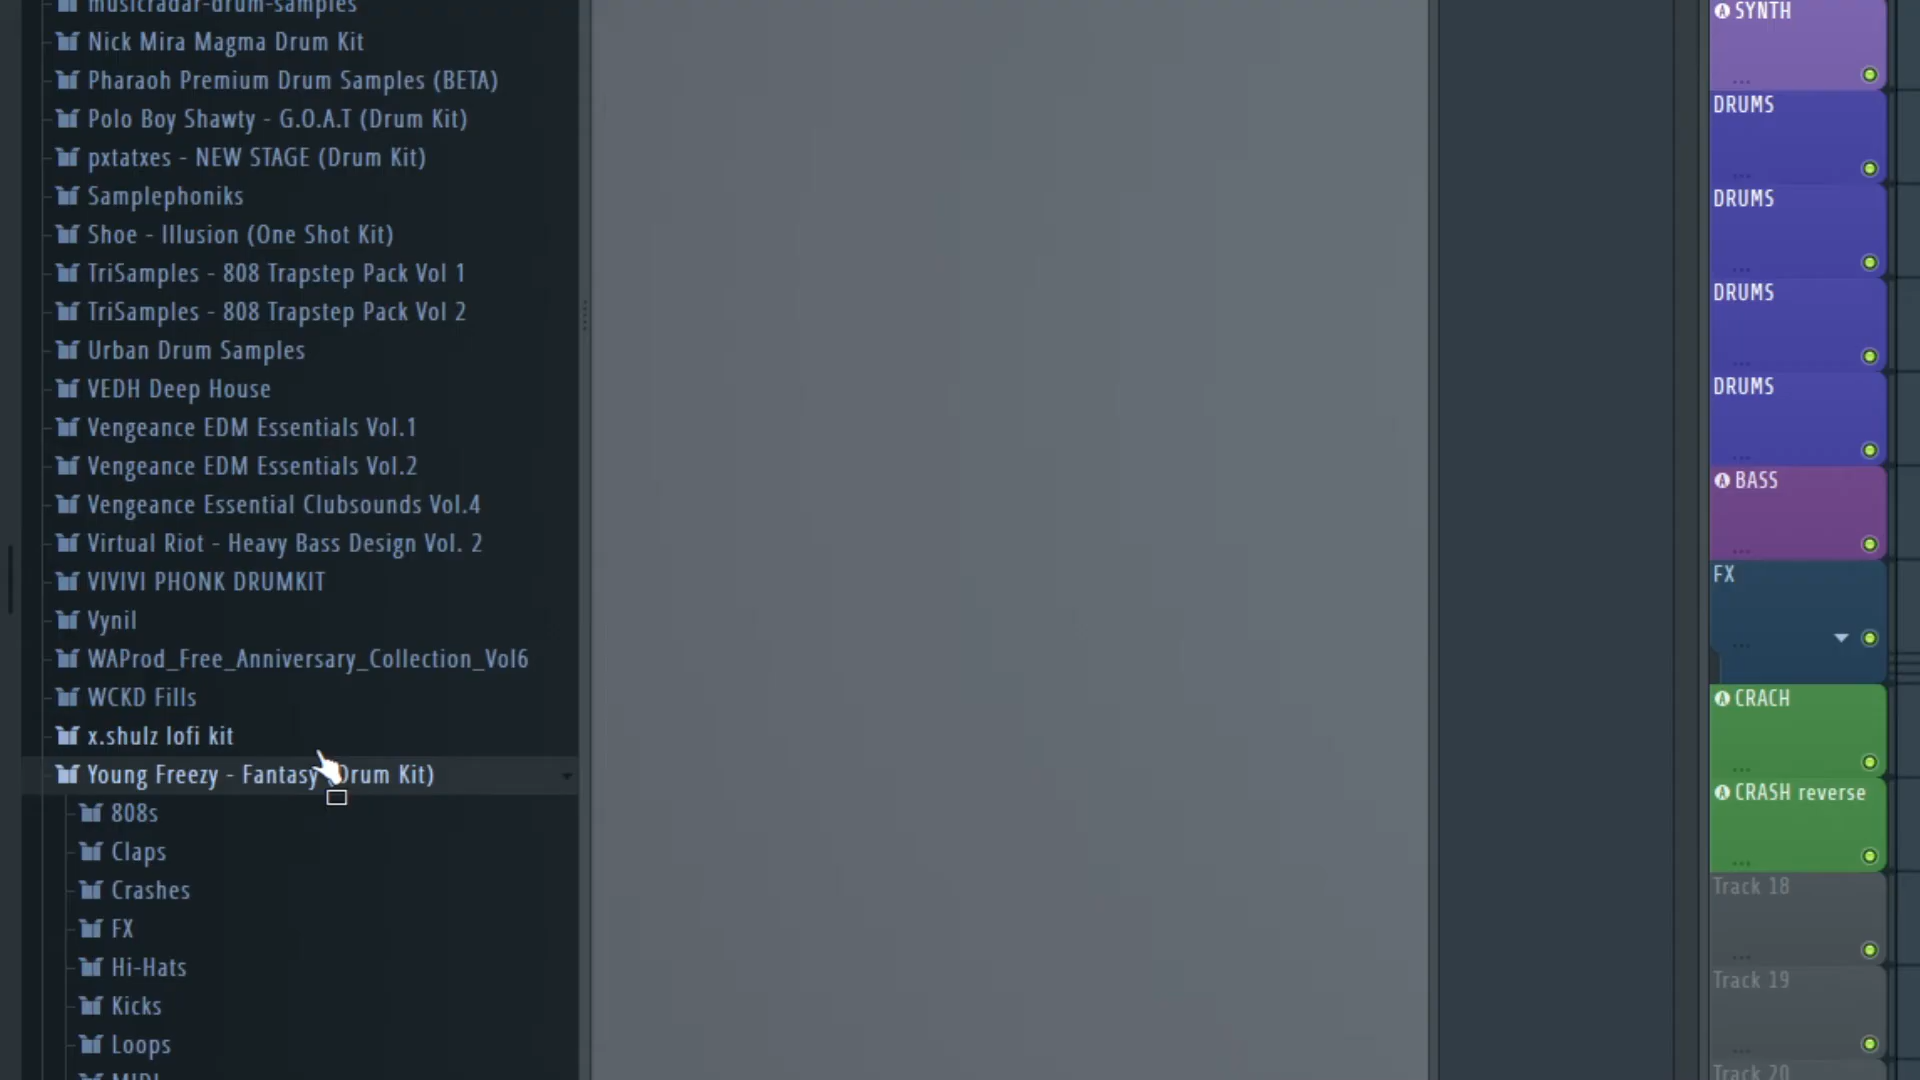 musicradar-drum-samples
Nick Mira Magma Drum Kit
Pharaoh Premium Drum Samples (BETA)
Polo Boy Shawty - G.O.A.T (Drum Kit)
pxtatxes - NEW STAGE (Drum Kit)
Samplephoniks
Shoe - Illusion (One Shot Kit)
TriSamples - 808 Trapstep Pack Vol 1
TriSamples - 808 Trapstep Pack Vol 2
Urban Drum Samples
VEDH Deep House
Vengeance EDM Essentials Vol.1
Vengeance EDM Essentials Vol.2
Vengeance Essential Clubsounds Vol.4
Virtual Riot - Heavy Bass Design Vol. 2
VIVIVI PHONK DRUMKIT
Vynil
WAProd_Free_Anniversary_Collection_Vol6
WCKD Fills
x.shulz lofi kit
Young Freezy - Fantasy (Drum Kit)
808s
Claps
Crashes
FX
Hi-Hats
Kicks
Loops
MIDI
SYNTH
DRUMS
DRUMS
DRUMS
DRUMS
BASS
FX
CRACH
CRASH reverse
Track 18
Track 19
Track 20